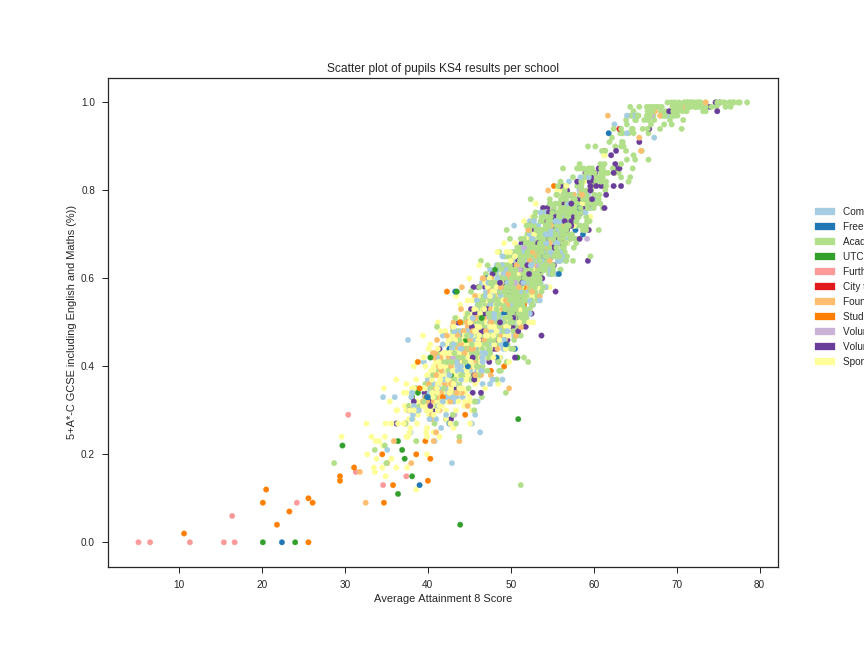 Scatter plot of pupils KS4 results per school
5+A*-C GCSE including English and Maths (%))
1.0
0.8
0.6
0.4
0.2
0.0
10 20 30 40 50 60 70 80
Average Attainment 8 Score
Com
Free
Acad
UTC
Furth
City
Foun
Stud
Volu
Volu
Spon